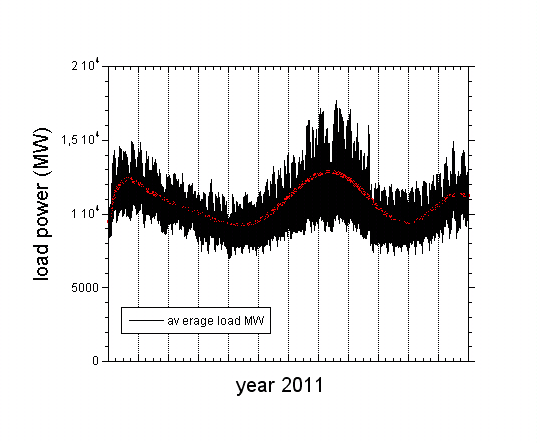 2 10⁴
1,5 10⁴
1 10⁴
5000
0
load power (MW)
av erage load MW
year 2011